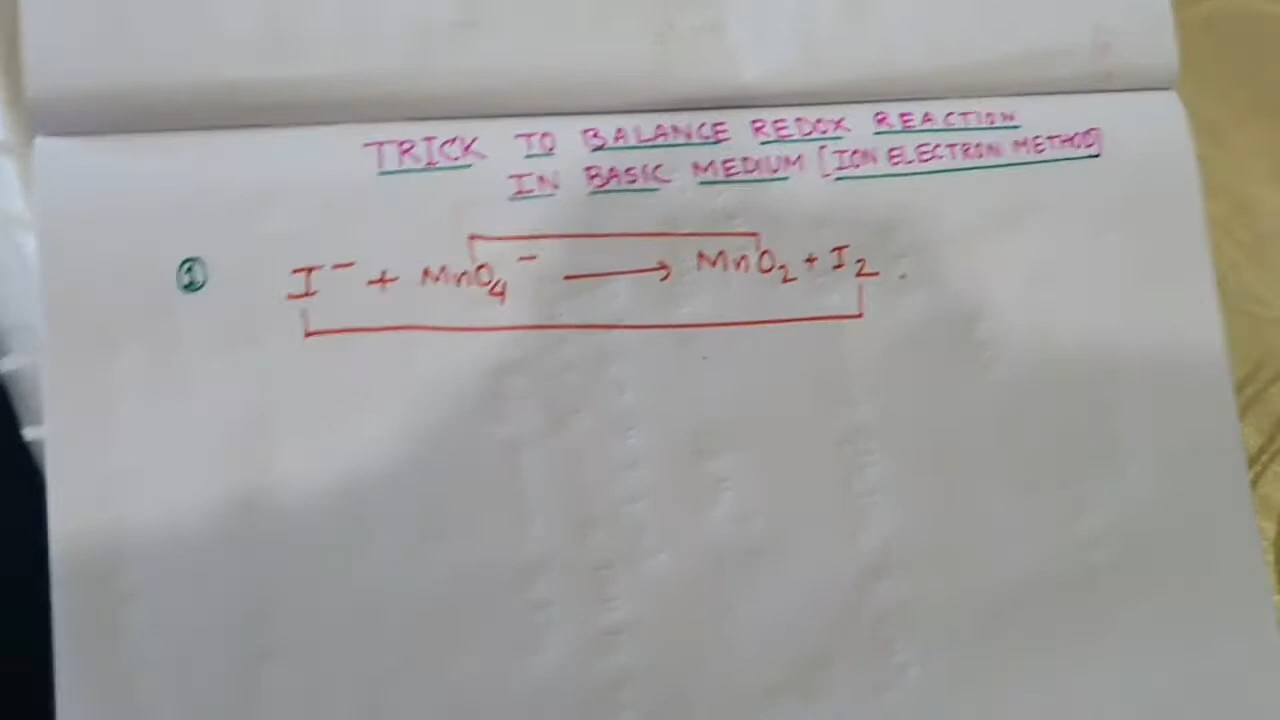 TRICK TO BALANCE REDOX REACTION
IN BASIC MEDIUM [ION ELECTRON METHOD]
① I⁻ + MnO₄⁻ ⟶ MnO₂ + I₂.